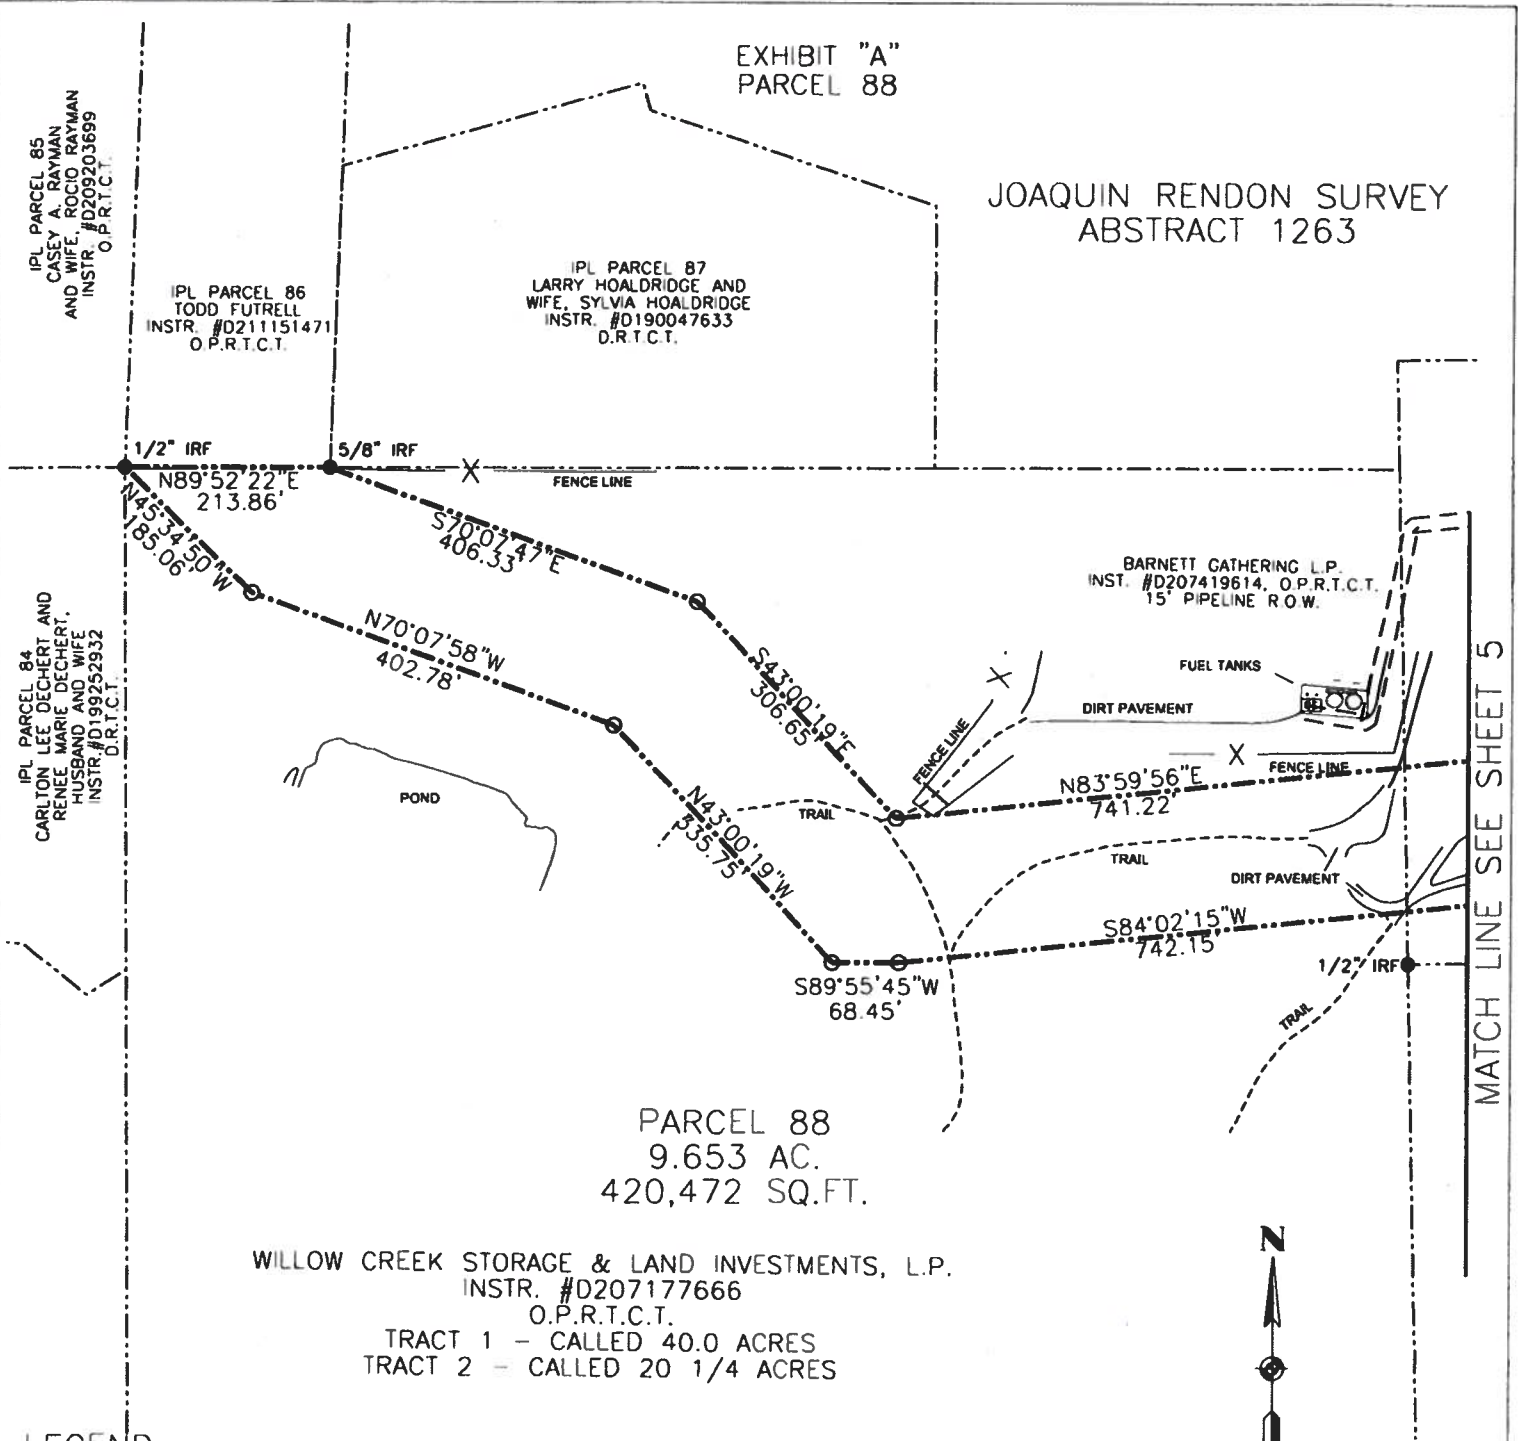 EXHIBIT "A"
PARCEL 88
JOAQUIN RENDON SURVEY
ABSTRACT 1263
IPL PARCEL 85
CASEY A. RAYMAN
AND WIFE, ROCIO RAYMAN
INSTR. #D209203699
O.P.R.T.C.T.
IPL PARCEL 86
TODD FUTRELL
INSTR. #D211151471
O.P.R.T.C.T.
IPL PARCEL 87
LARRY HOALDRIDGE AND
WIFE, SYLVIA HOALDRIDGE
INSTR. #D190047633
D.R.T.C.T.
1/2" IRF
5/8" IRF
N89°52'22"E
213.86'
X
FENCE LINE
N45°34'50"W
185.06'
S70°07'47"E
406.33'
BARNETT GATHERING L.P.
INST. #D207419614, O.P.R.T.C.T.
15' PIPELINE R.O.W.
IPL PARCEL 84
CARLTON LEE DECHERT AND
RENEE MARIE DECHERT,
HUSBAND AND WIFE
INSTR.#D199252932
D.R.T.C.T.
N70°07'58"W
402.78'
S43°00'19"E
306.65'
X
FENCE LINE
FUEL TANKS
DIRT PAVEMENT
X
FENCE LINE
N83°59'56"E
741.22'
POND
TRAIL
N43°00'19"W
335.75'
TRAIL
DIRT PAVEMENT
S84°02'15"W
742.15'
1/2" IRF
S89°55'45"W
68.45'
TRAIL
MATCH LINE SEE SHEET 5
PARCEL 88
9.653 AC.
420,472 SQ.FT.
WILLOW CREEK STORAGE & LAND INVESTMENTS, L.P.
INSTR. #D207177666
O.P.R.T.C.T.
TRACT 1 - CALLED 40.0 ACRES
TRACT 2 - CALLED 20 1/4 ACRES
N
LEGEND